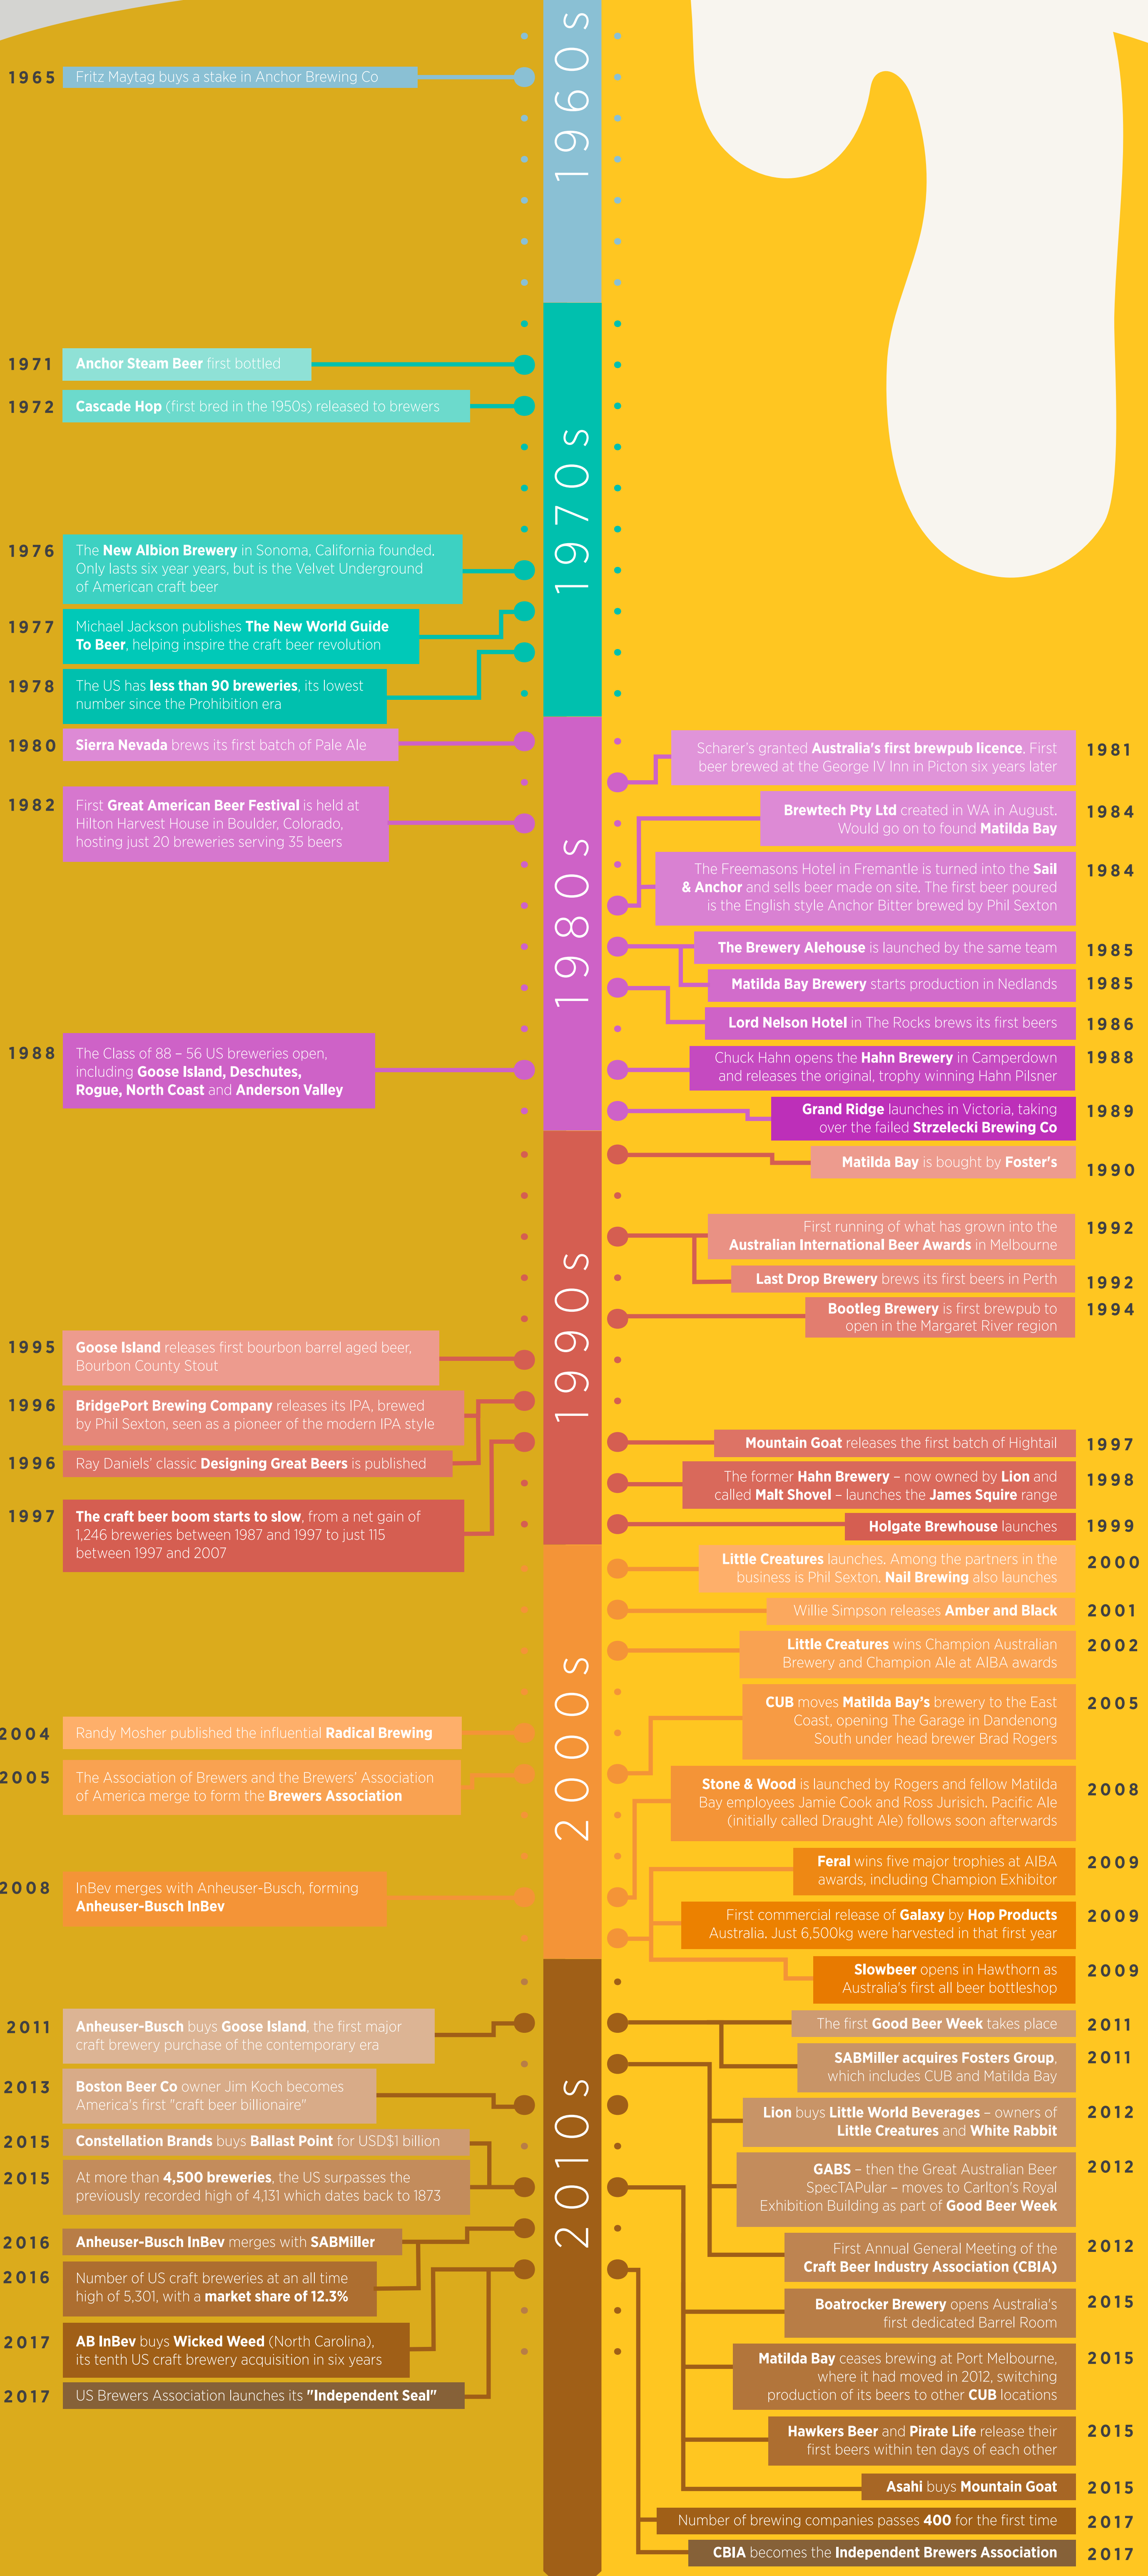 1960s
1965
Fritz Maytag buys a stake in Anchor Brewing Co
1970s
1971
Anchor Steam Beer first bottled
1972
Cascade Hop (first bred in the 1950s) released to brewers
1976
The New Albion Brewery in Sonoma, California founded.
Only lasts six year years, but is the Velvet Underground
of American craft beer
1977
Michael Jackson publishes The New World Guide
To Beer, helping inspire the craft beer revolution
1978
The US has less than 90 breweries, its lowest
number since the Prohibition era
1980s
1980
Sierra Nevada brews its first batch of Pale Ale
1982
First Great American Beer Festival is held at
Hilton Harvest House in Boulder, Colorado,
hosting just 20 breweries serving 35 beers
1988
The Class of 88 – 56 US breweries open,
including Goose Island, Deschutes,
Rogue, North Coast and Anderson Valley
1990s
1995
Goose Island releases first bourbon barrel aged beer,
Bourbon County Stout
1996
BridgePort Brewing Company releases its IPA, brewed
by Phil Sexton, seen as a pioneer of the modern IPA style
1996
Ray Daniels' classic Designing Great Beers is published
1997
The craft beer boom starts to slow, from a net gain of
1,246 breweries between 1987 and 1997 to just 115
between 1997 and 2007
2000s
2004
Randy Mosher published the influential Radical Brewing
2005
The Association of Brewers and the Brewers' Association
of America merge to form the Brewers Association
2008
InBev merges with Anheuser-Busch, forming
Anheuser-Busch InBev
2010s
2011
Anheuser-Busch buys Goose Island, the first major
craft brewery purchase of the contemporary era
2013
Boston Beer Co owner Jim Koch becomes
America's first "craft beer billionaire"
2015
Constellation Brands buys Ballast Point for USD$1 billion
2015
At more than 4,500 breweries, the US surpasses the
previously recorded high of 4,131 which dates back to 1873
2016
Anheuser-Busch InBev merges with SABMiller
2016
Number of US craft breweries at an all time
high of 5,301, with a market share of 12.3%
2017
AB InBev buys Wicked Weed (North Carolina),
its tenth US craft brewery acquisition in six years
2017
US Brewers Association launches its "Independent Seal"
Scharer's granted Australia's first brewpub licence. First
beer brewed at the George IV Inn in Picton six years later
1981
Brewtech Pty Ltd created in WA in August.
Would go on to found Matilda Bay
1984
The Freemasons Hotel in Fremantle is turned into the Sail
& Anchor and sells beer made on site. The first beer poured
is the English style Anchor Bitter brewed by Phil Sexton
1984
The Brewery Alehouse is launched by the same team
1985
Matilda Bay Brewery starts production in Nedlands
1985
Lord Nelson Hotel in The Rocks brews its first beers
1986
Chuck Hahn opens the Hahn Brewery in Camperdown
and releases the original, trophy winning Hahn Pilsner
1988
Grand Ridge launches in Victoria, taking
over the failed Strzelecki Brewing Co
1989
Matilda Bay is bought by Foster's
1990
First running of what has grown into the
Australian International Beer Awards in Melbourne
1992
Last Drop Brewery brews its first beers in Perth
1992
Bootleg Brewery is first brewpub to
open in the Margaret River region
1994
Mountain Goat releases the first batch of Hightail
1997
The former Hahn Brewery – now owned by Lion and
called Malt Shovel – launches the James Squire range
1998
Holgate Brewhouse launches
1999
Little Creatures launches. Among the partners in the
business is Phil Sexton. Nail Brewing also launches
2000
Willie Simpson releases Amber and Black
2001
Little Creatures wins Champion Australian
Brewery and Champion Ale at AIBA awards
2002
CUB moves Matilda Bay's brewery to the East
Coast, opening The Garage in Dandenong
South under head brewer Brad Rogers
2005
Stone & Wood is launched by Rogers and fellow Matilda
Bay employees Jamie Cook and Ross Jurisich. Pacific Ale
(initially called Draught Ale) follows soon afterwards
2008
Feral wins five major trophies at AIBA
awards, including Champion Exhibitor
2009
First commercial release of Galaxy by Hop Products
Australia. Just 6,500kg were harvested in that first year
2009
Slowbeer opens in Hawthorn as
Australia's first all beer bottleshop
2009
The first Good Beer Week takes place
2011
SABMiller acquires Fosters Group,
which includes CUB and Matilda Bay
2011
Lion buys Little World Beverages – owners of
Little Creatures and White Rabbit
2012
GABS – then the Great Australian Beer
SpecTAPular – moves to Carlton's Royal
Exhibition Building as part of Good Beer Week
2012
First Annual General Meeting of the
Craft Beer Industry Association (CBIA)
2012
Boatrocker Brewery opens Australia's
first dedicated Barrel Room
2015
Matilda Bay ceases brewing at Port Melbourne,
where it had moved in 2012, switching
production of its beers to other CUB locations
2015
Hawkers Beer and Pirate Life release their
first beers within ten days of each other
2015
Asahi buys Mountain Goat
2015
Number of brewing companies passes 400 for the first time
2017
CBIA becomes the Independent Brewers Association
2017